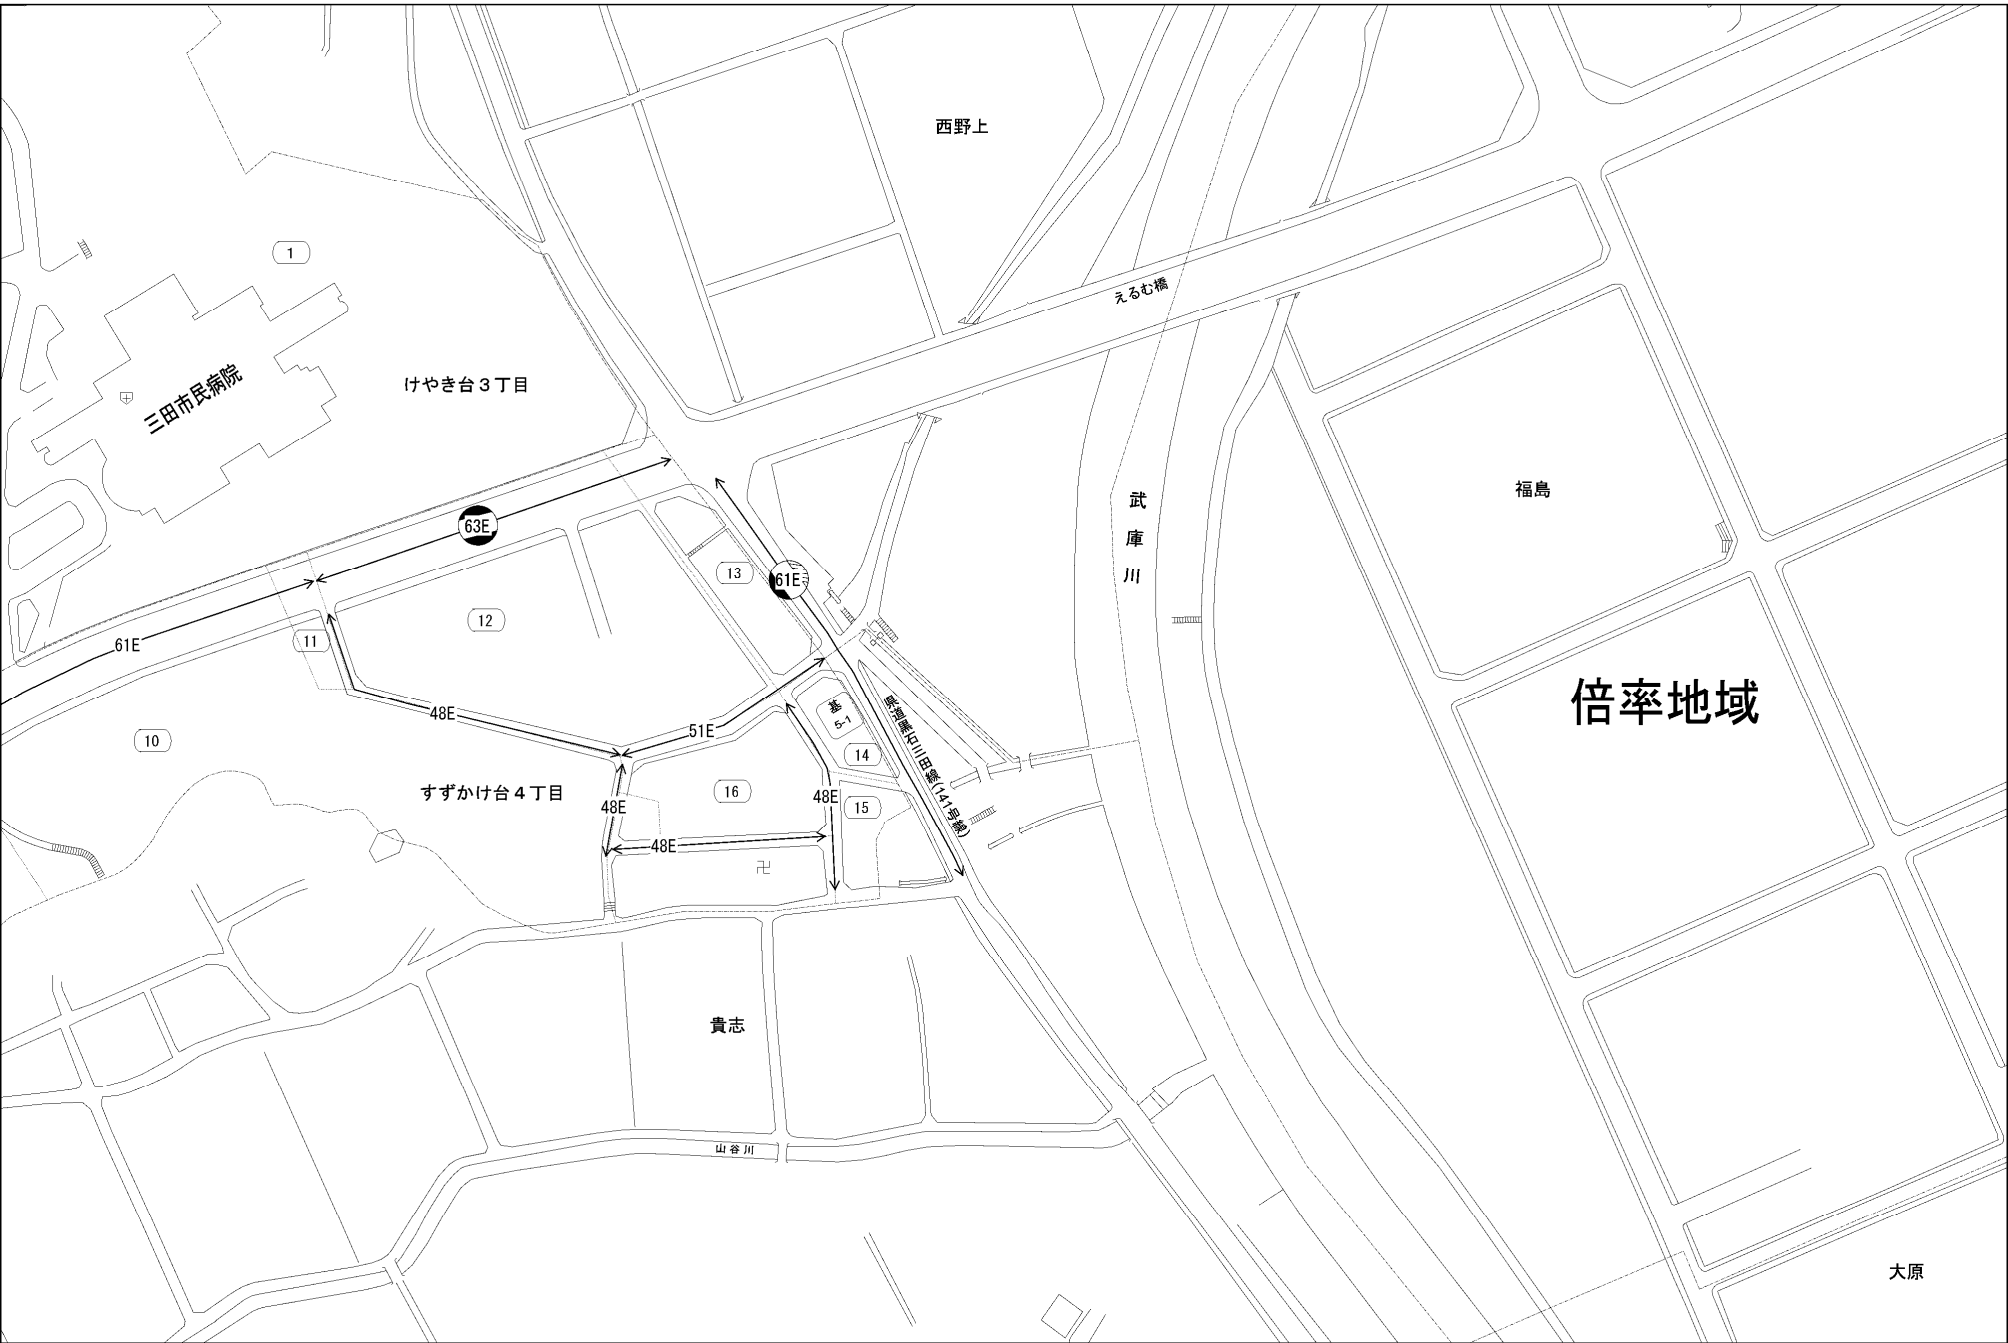 西野上
1
えるむ橋
三田市民病院
けやき台3丁目
福島
武庫川
63E
13
61E
12
11
61E
倍率地域
48E
基
5-1
県道黒石三田線(141号線)
51E
10
14
すずかけ台4丁目
16
48E
48E
15
48E
卍
貴志
山谷川
大原